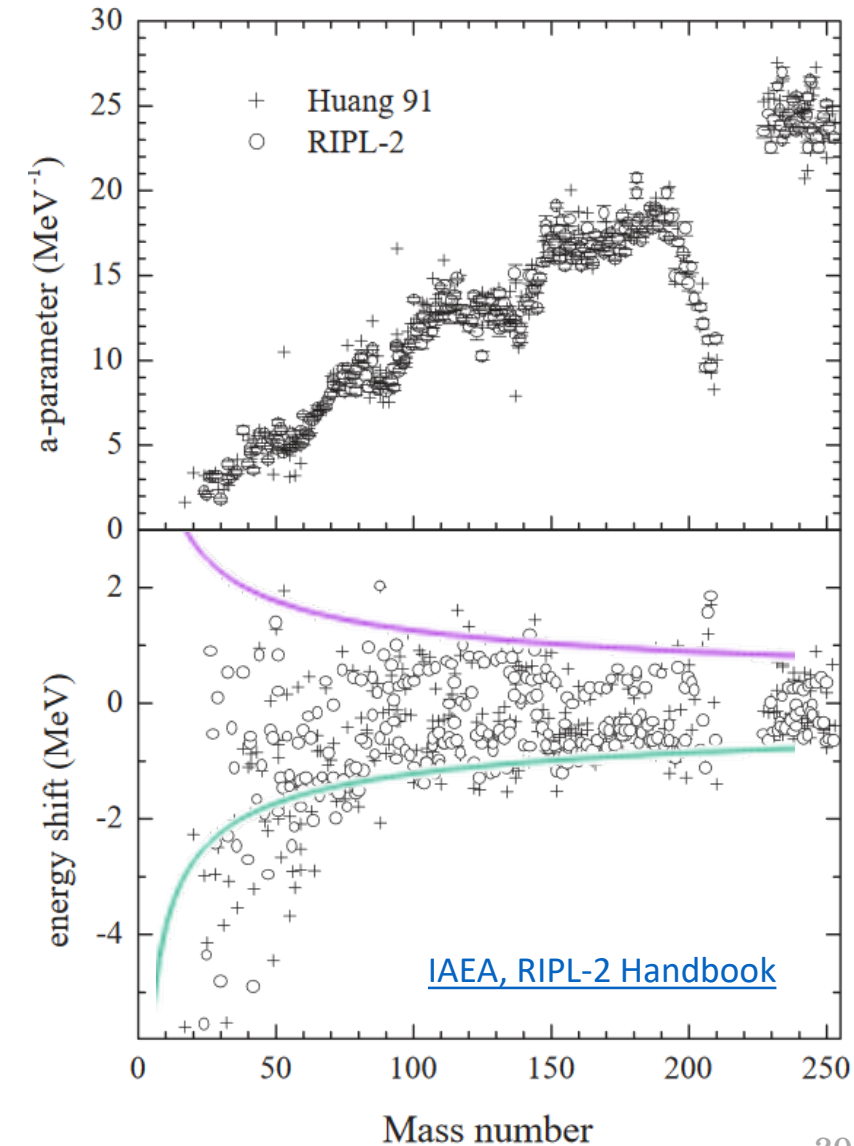 30
25
20
15
10
5
0
a-parameter (MeV⁻¹)
+ Huang 91
○ RIPL-2
2
0
-2
-4
energy shift (MeV)
IAEA, RIPL-2 Handbook
0 50 100 150 200 250
Mass number